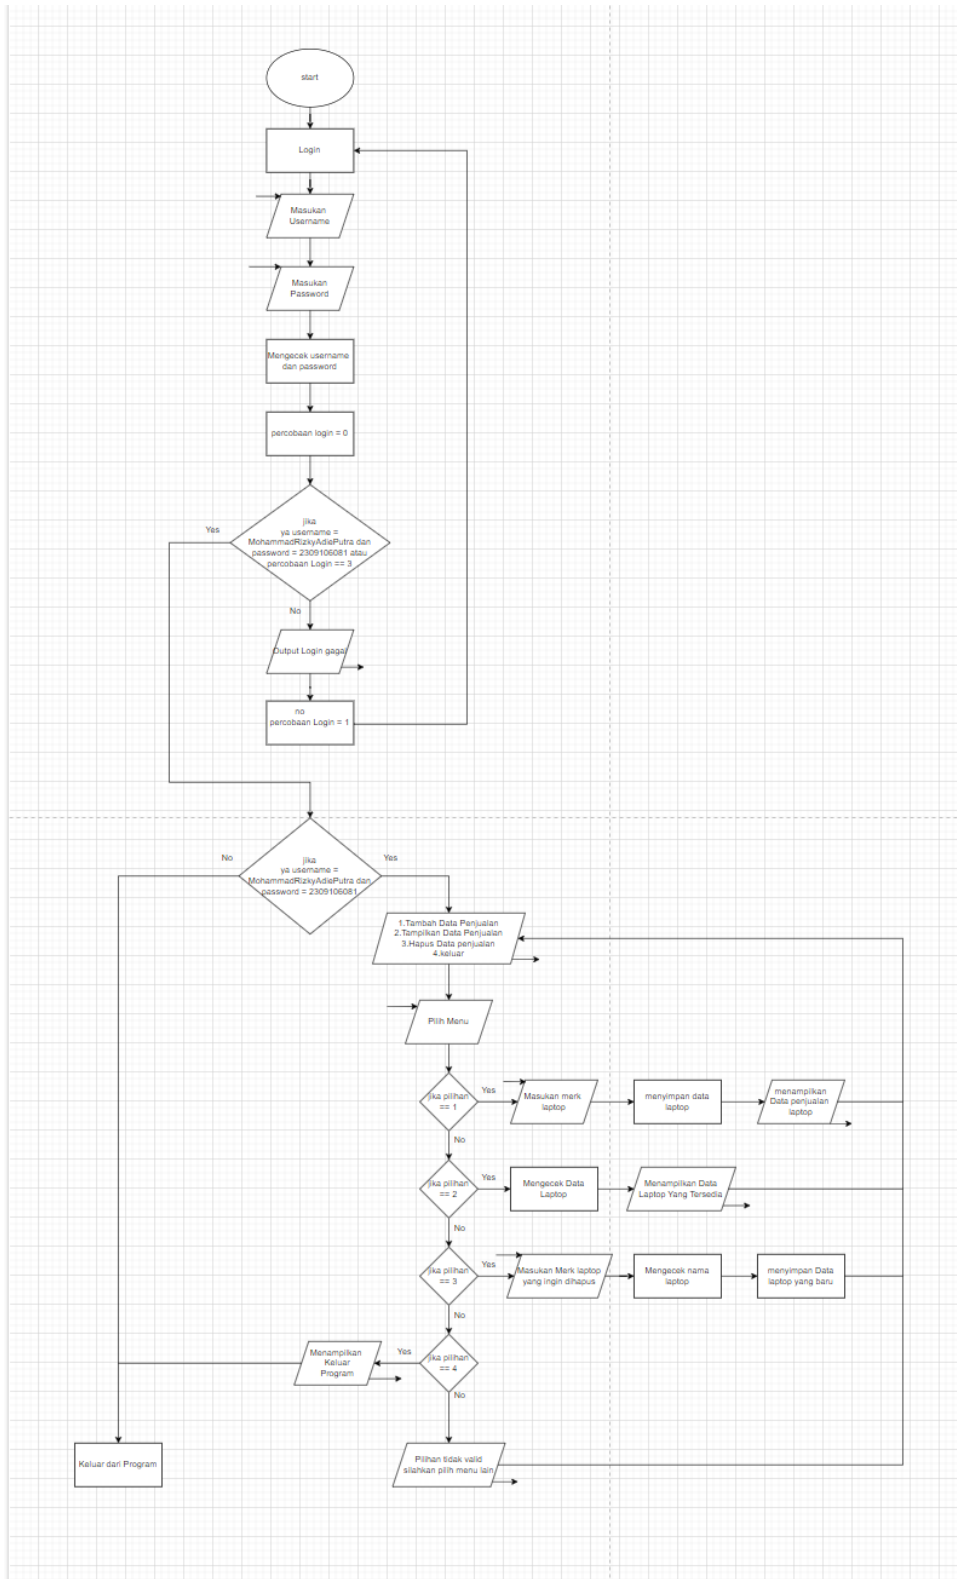 start
Login
Masukan
Username
Masukan
Password
Mengecek username
dan password
percobaan login = 0
jika
ya username =
MohammadRizkyAdiePutra dan
password = 2309106081 atau
percobaan Login == 3
Yes
No
Output Login gagal
no
percobaan Login = 1
jika
ya username =
MohammadRizkyAdiePutra dan
password = 2309106081
No
Yes
1.Tambah Data Penjualan
2.Tampilkan Data Penjualan
3.Hapus Data penjualan
4.keluar
Pilih Menu
jika pilihan
== 1
Yes
Masukan merk
laptop
menyimpan data
laptop
menampilkan
Data penjualan
laptop
No
jika pilihan
== 2
Yes
Mengecek Data
Laptop
Menampilkan Data
Laptop Yang Tersedia
No
jika pilihan
== 3
Yes
Masukan Merk laptop
yang ingin dihapus
Mengecek nama
laptop
menyimpan Data
laptop yang baru
No
jika pilihan
== 4
Yes
Menampilkan
Keluar
Program
No
Keluar dari Program
Pilihan tidak valid
silahkan pilih menu lain